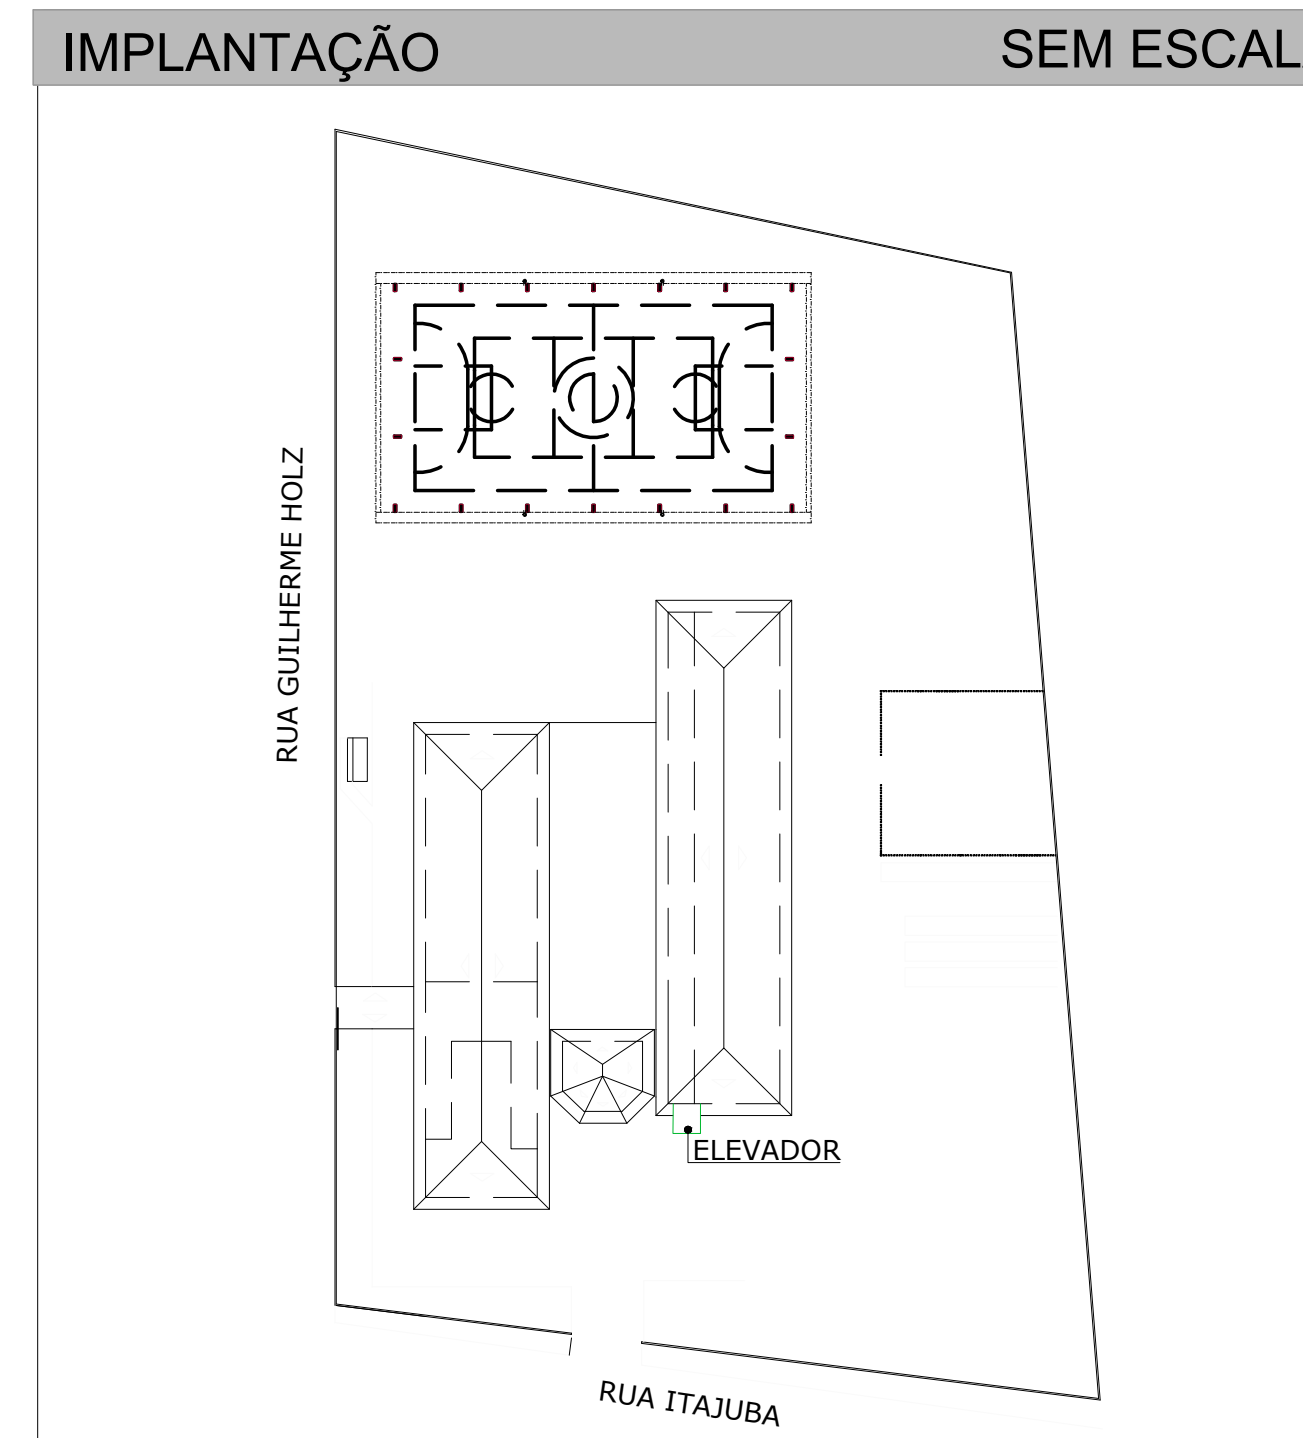 IMPLANTAÇÃO
SEM ESCAL
RUA GUILHERME HOLZ
ELEVADOR
RUA ITAJUBA